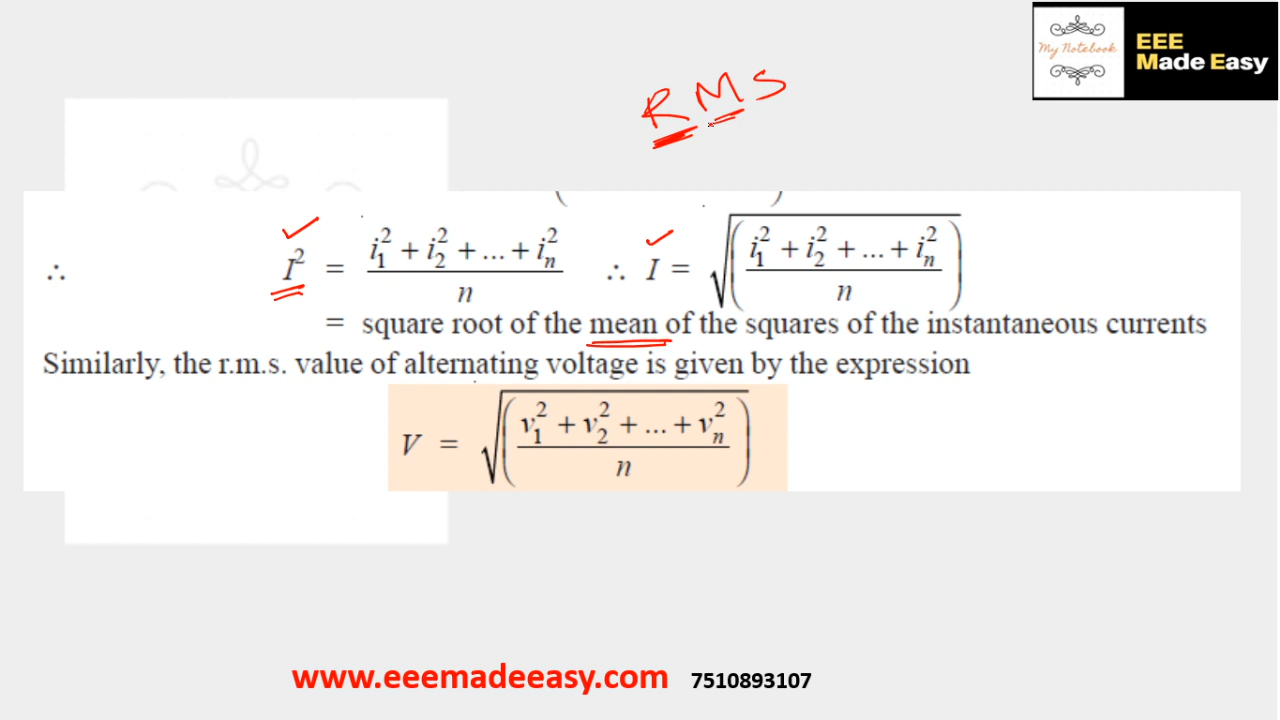 My Notebook
EEE
Made Easy
RMS
∴ I² = (i₁² + i₂² + ... + iₙ²) / n ∴ I = √((i₁² + i₂² + ... + iₙ²) / n)
= square root of the mean of the squares of the instantaneous currents
Similarly, the r.m.s. value of alternating voltage is given by the expression
V = √((v₁² + v₂² + ... + vₙ²) / n)
www.eeemadeeasy.com 7510893107